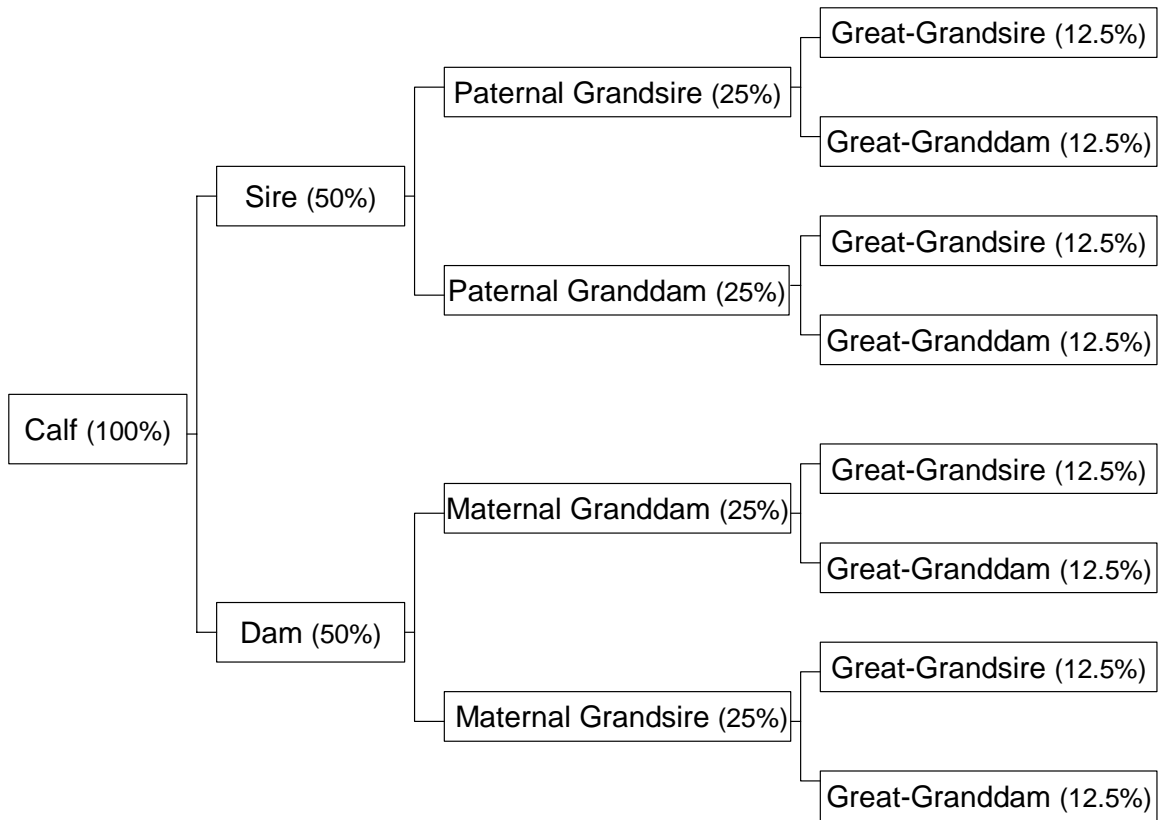 Great-Grandsire (12.5%)
Paternal Grandsire (25%)
Great-Granddam (12.5%)
Sire (50%)
Great-Grandsire (12.5%)
Paternal Granddam (25%)
Great-Granddam (12.5%)
Calf (100%)
Great-Grandsire (12.5%)
Maternal Granddam (25%)
Great-Granddam (12.5%)
Dam (50%)
Great-Grandsire (12.5%)
Maternal Grandsire (25%)
Great-Granddam (12.5%)